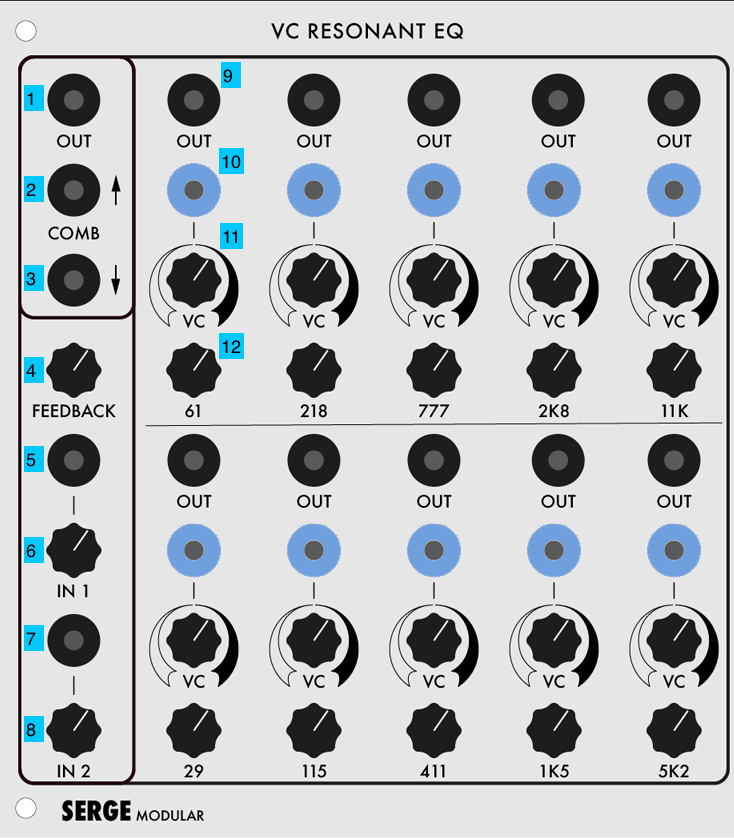 VC RESONANT EQ
1
OUT
2
COMB
3
4
FEEDBACK
5
6
IN 1
7
8
IN 2
9
OUT OUT OUT OUT OUT
10
11
VC VC VC VC VC
12
61 218 777 2K8 11K
OUT OUT OUT OUT OUT
VC VC VC VC VC
29 115 411 1K5 5K2
SERGE MODULAR